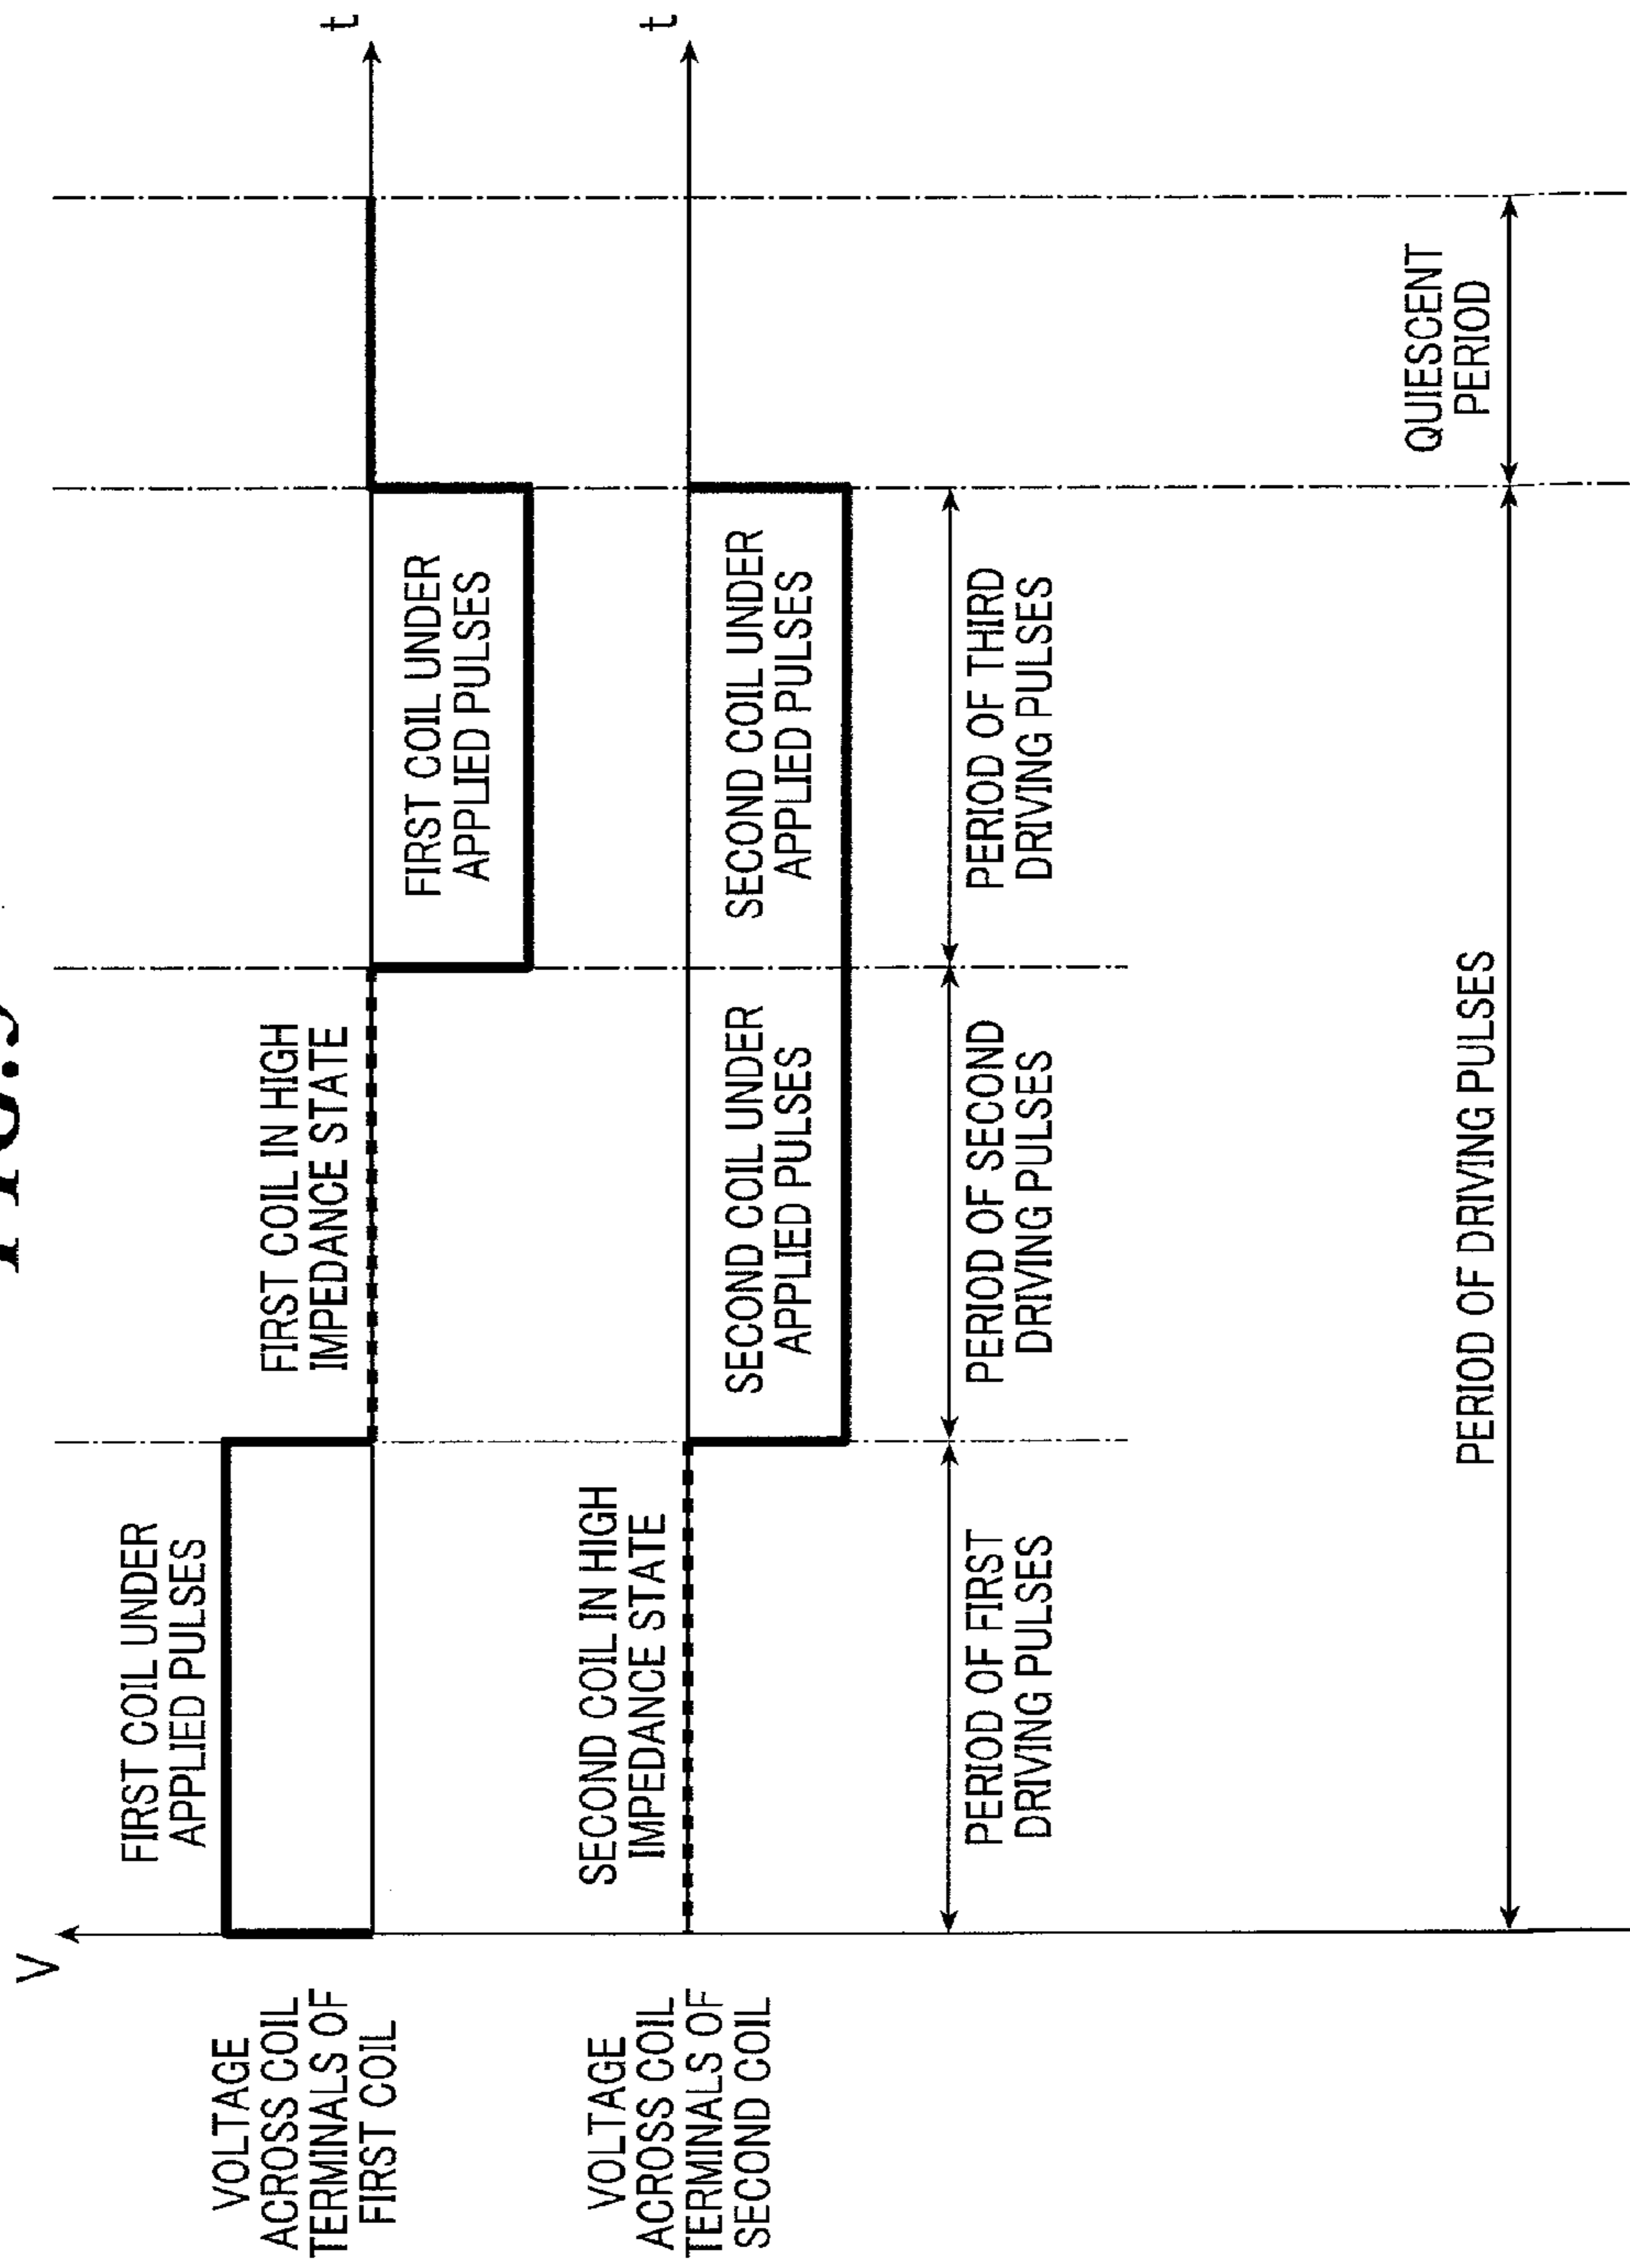 FIG.
V
VOLTAGE
ACROSS COIL
TERMINALS OF
FIRST COIL
FIRST COIL UNDER
APPLIED PULSES
FIRST COIL IN HIGH
IMPEDANCE STATE
FIRST COIL UNDER
APPLIED PULSES
t
VOLTAGE
ACROSS COIL
TERMINALS OF
SECOND COIL
SECOND COIL IN HIGH
IMPEDANCE STATE
SECOND COIL UNDER
APPLIED PULSES
SECOND COIL UNDER
APPLIED PULSES
t
PERIOD OF FIRST
DRIVING PULSES
PERIOD OF SECOND
DRIVING PULSES
PERIOD OF THIRD
DRIVING PULSES
PERIOD OF DRIVING PULSES
QUIESCENT
PERIOD